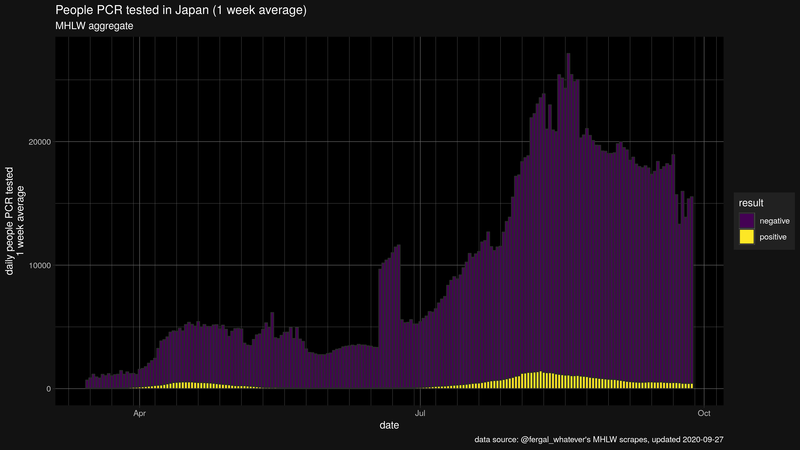 People PCR tested in Japan (1 week average)
MHLW aggregate
daily people PCR tested
1 week average
20000
10000
0
Apr
Jul
Oct
date
result
negative
positive
data source: @fergal_whatever's MHLW scrapes, updated 2020-09-27